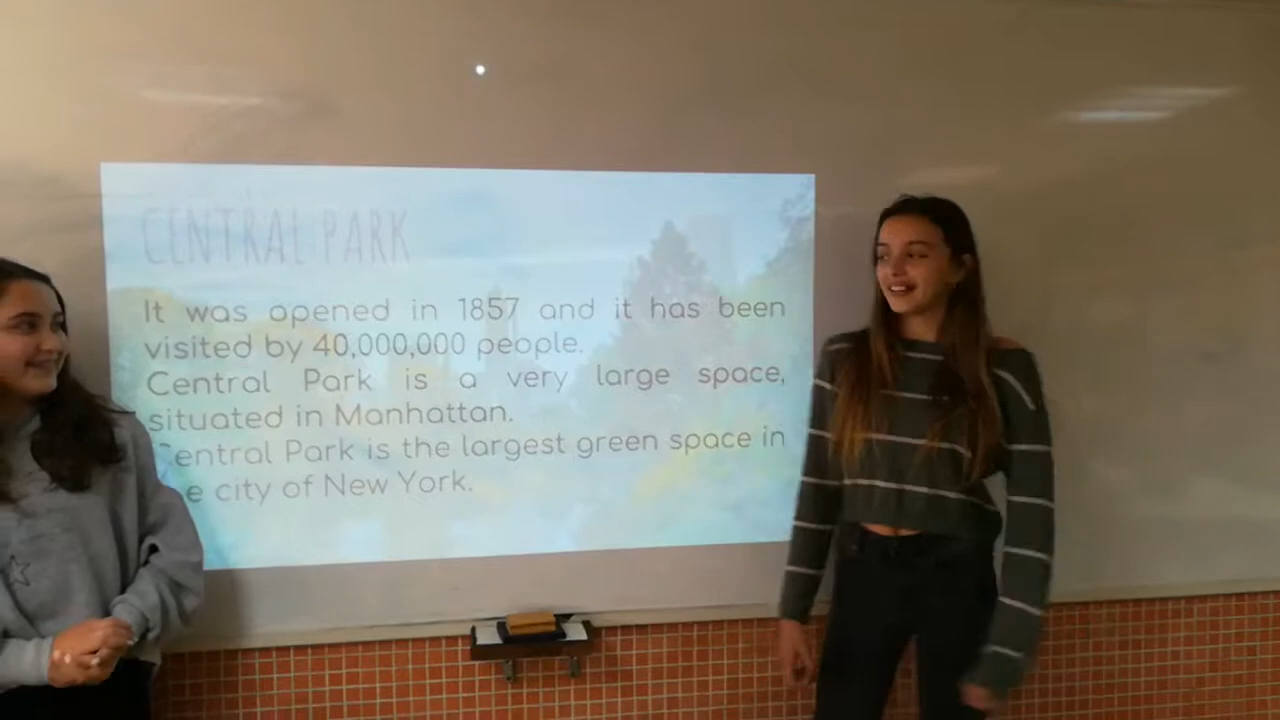 CENTRAL PARK
It was opened in 1857 and it has been
visited by 40,000,000 people.
Central Park is a very large space,
situated in Manhattan.
Central Park is the largest green space in
city of New York.